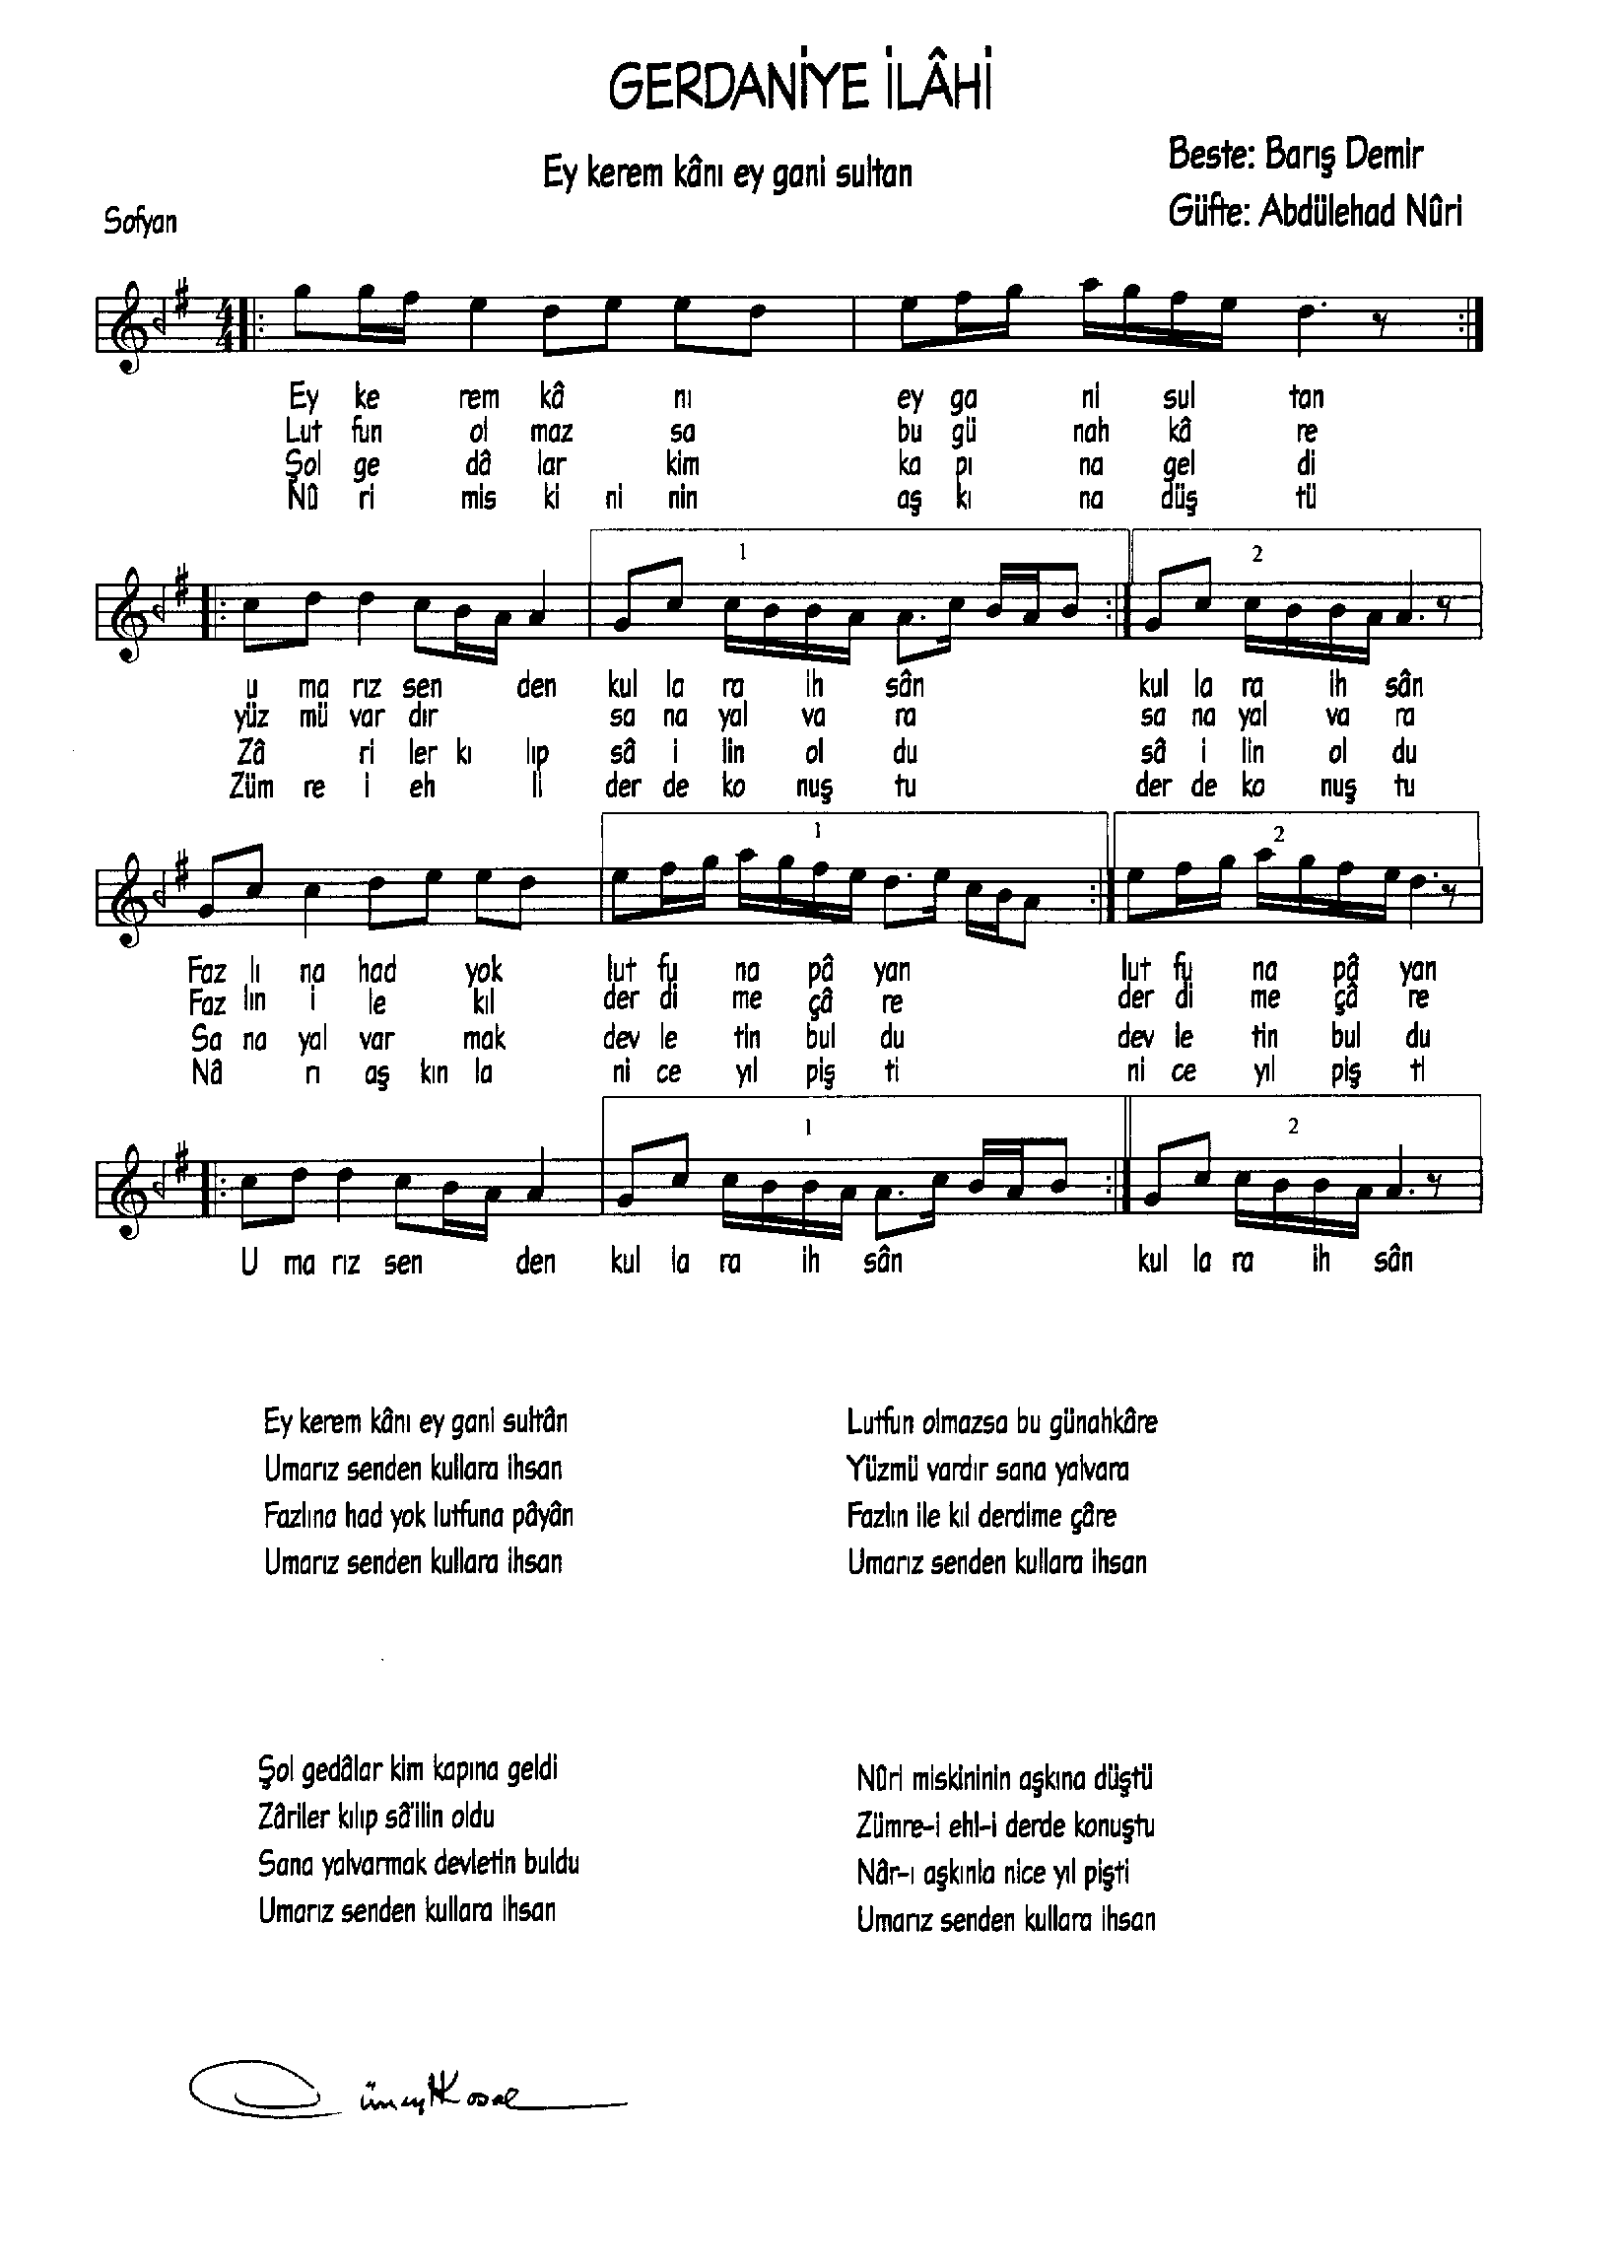 GERDANİYE İLÂHİ
Ey kerem kânı ey gani sultan
Beste: Barış Demir
Güfte: Abdülehad Nûri
Sofyan
Ey ke rem kâ nı ey ga ni sul tan
Lut fun ol maz sa bu gü nah kâ re
Şol ge dâ lar kim ka pı na gel di
Nû ri mis ki ni nin aş kı na düş tü
1 2
u ma rız sen den kul la ra ih sân kul la ra ih sân
yüz mü var dır sa na yal va ra sa na yal va ra
Zâ ri ler kı lıp sâ i lin ol du sâ i lin ol du
Züm re i eh li der de ko nuş tu der de ko nuş tu
1 2
Faz lı na had yok lut fu na pâ yan lut fu na pâ yan
Faz lın i le kıl der di me çâ re der di me çâ re
Sa na yal var mak dev le tin bul du dev le tin bul du
Nâ rı aş kın la ni ce yıl piş ti ni ce yıl piş tl
1 2
U ma rız sen den kul la ra ih sân kul la ra ih sân
Ey kerem kânı ey gani sultân
Umarız senden kullara ihsan
Fazlına had yok lutfuna pâyân
Umarız senden kullara ihsan
Lutfun olmazsa bu günahkâre
Yüzmü vardır sana yalvara
Fazlın ile kıl derdime çâre
Umarız senden kullara ihsan
Şol gedâlar kim kapına geldi
Zâriler kılıp sâ'ilin oldu
Sana yalvarmak devletin buldu
Umarız senden kullara ihsan
Nûri miskininin aşkına düştü
Zümre-i ehl-i derde konuştu
Nâr-ı aşkınla nice yıl pişti
Umarız senden kullara ihsan
Cüneyt Kosal